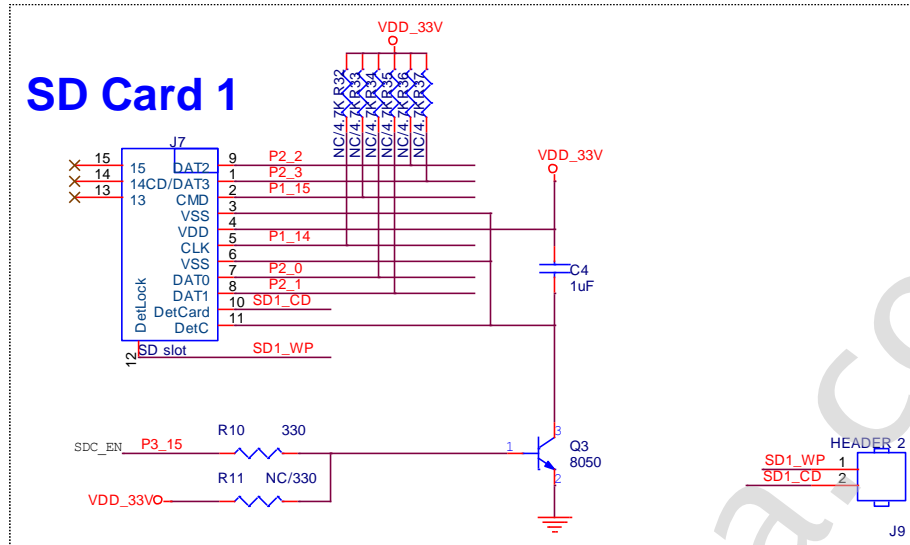 VDD_33V
SD Card 1
NC/4.7K R32
NC/4.7K R33
NC/4.7K R34
NC/4.7K R35
NC/4.7K R36
NC/4.7K R37
J7
VDD_33V
15 15 DAT2 9 P2_2
14 14 CD/DAT3 1 P2_3
13 13 CMD 2 P1_15
VSS 3
VDD 4
CLK 5 P1_14
VSS 6
DAT0 7 P2_0
DAT1 8 P2_1
DetCard 10 SD1_CD
DetC 11
DetLock
C4
1uF
12 SD slot SD1_WP
R10 330
SDC_EN P3_15
R11 NC/330
VDD_33V
1 3 2
Q3
8050
HEADER 2
SD1_WP 1
SD1_CD 2
J9
a.co